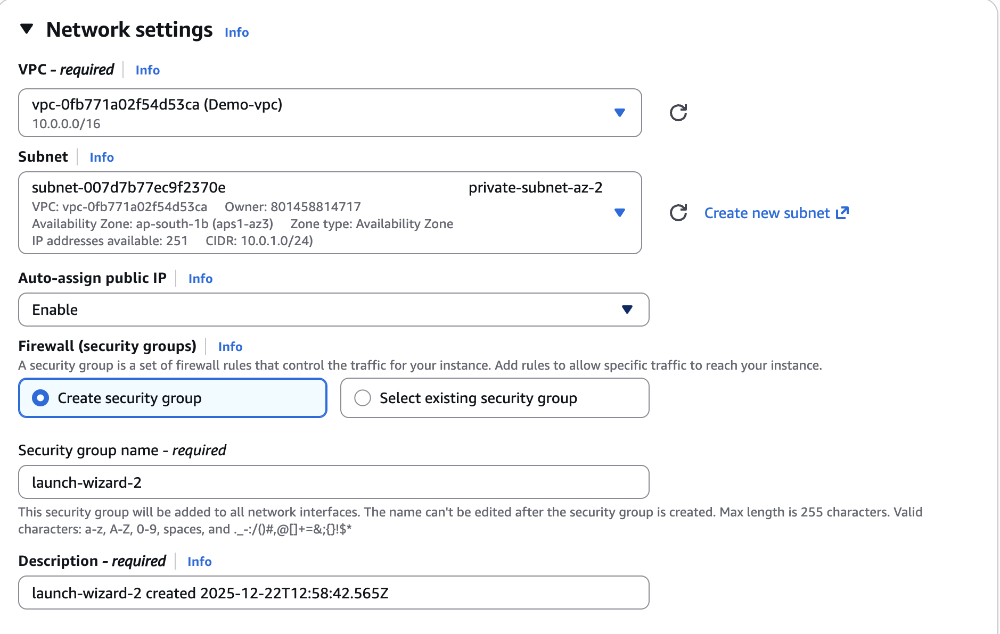 Network settings Info
VPC - required Info
vpc-0fb771a02f54d53ca (Demo-vpc)
10.0.0.0/16
Subnet Info
subnet-007d7b77ec9f2370e private-subnet-az-2
VPC: vpc-0fb771a02f54d53ca Owner: 801458814717
Availability Zone: ap-south-1b (aps1-az3) Zone type: Availability Zone
IP addresses available: 251 CIDR: 10.0.1.0/24)
Create new subnet
Auto-assign public IP Info
Enable
Firewall (security groups) Info
A security group is a set of firewall rules that control the traffic for your instance. Add rules to allow specific traffic to reach your instance.
Create security group Select existing security group
Security group name - required
launch-wizard-2
This security group will be added to all network interfaces. The name can't be edited after the security group is created. Max length is 255 characters. Valid
characters: a-z, A-Z, 0-9, spaces, and ._-:/()#,@[]+=&;{}!$*
Description - required Info
launch-wizard-2 created 2025-12-22T12:58:42.565Z